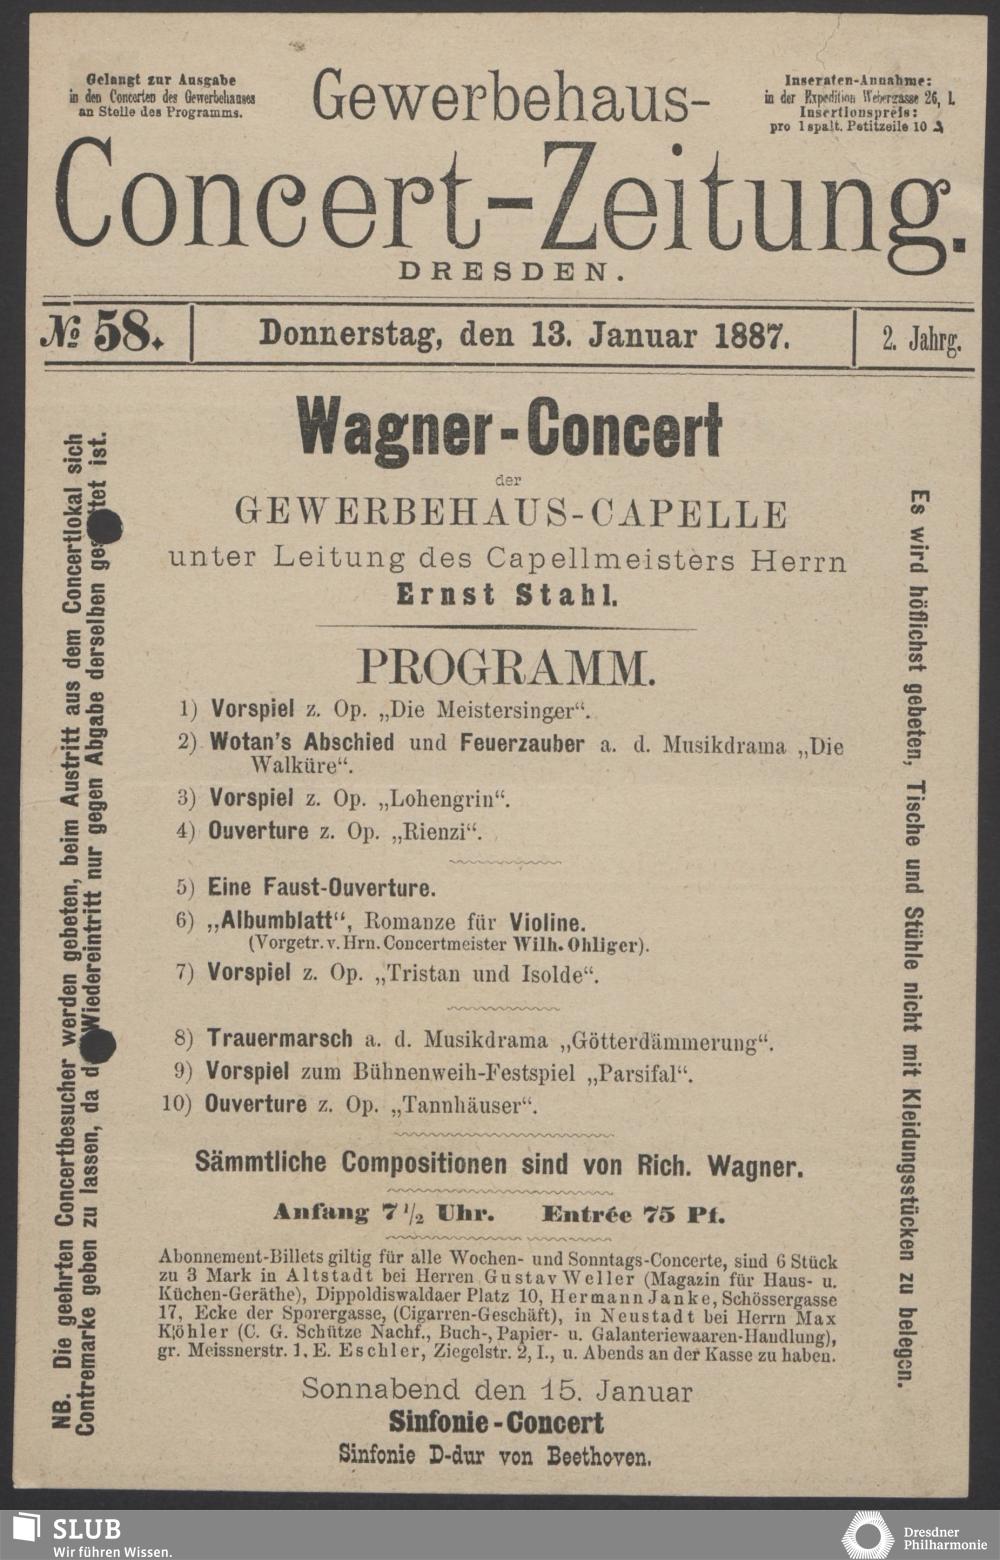 Gelangt zur Ausgabe
in den Concerten des Gewerbehauses
an Stelle des Programms.
Gewerbehaus-
Inseraten-Annahme:
in der Expedition Webergasse 26, I.
Insertionspreis:
pro 1 spalt. Petitzeile 10 ₰
Concert-Zeitung.
DRESDEN.
№ 58.
Donnerstag, den 13. Januar 1887.
2. Jahrg.
NB. Die geehrten Concertbesucher werden gebeten, beim Austritt aus dem Concertlokal sich
Contremarke geben zu lassen, da d Wiedereintritt nur gegen Abgabe derselben ges tet ist.
Wagner-Concert
der
GEWERBEHAUS-CAPELLE
unter Leitung des Capellmeisters Herrn
Ernst Stahl.
PROGRAMM.
1) Vorspiel z. Op. „Die Meistersinger“.
2) Wotan's Abschied und Feuerzauber a. d. Musikdrama „Die
Walküre“.
3) Vorspiel z. Op. „Lohengrin“.
4) Ouverture z. Op. „Rienzi“.
5) Eine Faust-Ouverture.
6) „Albumblatt“, Romanze für Violine.
(Vorgetr. v. Hrn. Concertmeister Wilh. Ohliger).
7) Vorspiel z. Op. „Tristan und Isolde“.
8) Trauermarsch a. d. Musikdrama „Götterdämmerung“.
9) Vorspiel zum Bühnenweih-Festspiel „Parsifal“.
10) Ouverture z. Op. „Tannhäuser“.
Sämmtliche Compositionen sind von Rich. Wagner.
Anfang 7 1/2 Uhr. Entrée 75 Pf.
Abonnement-Billets giltig für alle Wochen- und Sonntags-Concerte, sind 6 Stück
zu 3 Mark in Altstadt bei Herren Gustav Weller (Magazin für Haus- u.
Küchen-Geräthe), Dippoldiswaldaer Platz 10, Hermann Janke, Schössergasse
17, Ecke der Sporergasse, (Cigarren-Geschäft), in Neustadt bei Herrn Max
Köhler (C. G. Schütze Nachf., Buch-, Papier- u. Galanteriewaaren-Handlung),
gr. Meissnerstr. 1, E. Eschler, Ziegelstr. 2, I., u. Abends an der Kasse zu haben.
Sonnabend den 15. Januar
Sinfonie-Concert
Sinfonie D-dur von Beethoven.
Es wird höflichst gebeten, Tische und Stühle nicht mit Kleidungsstücken zu belegen.
SLUB
Wir führen Wissen.
Dresdner
Philharmonie